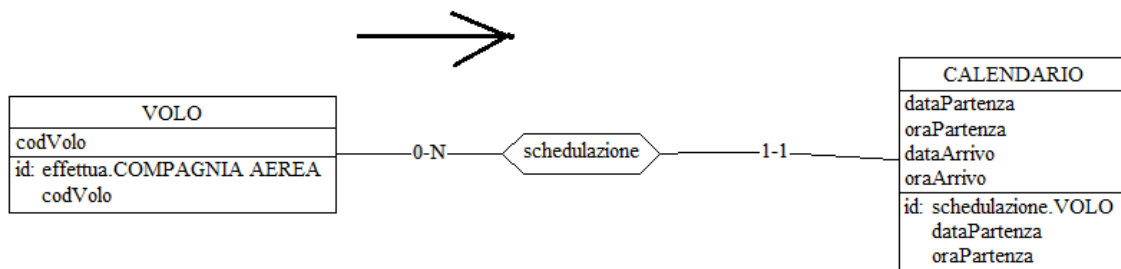 VOLO
codVolo
id: effettua.COMPAGNIA AEREA
codVolo
0-N
schedulazione
1-1
CALENDARIO
dataPartenza
oraPartenza
dataArrivo
oraArrivo
id: schedulazione.VOLO
dataPartenza
oraPartenza